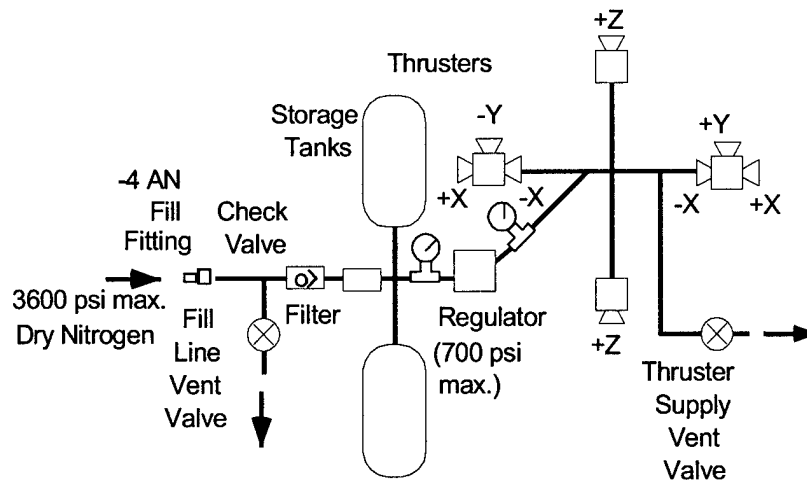 +Z
Thrusters
Storage
Tanks
-Y
+Y
-4 AN
Fill
Fitting
Check
Valve
+X
-X
-X
+X
3600 psi max.
Dry Nitrogen
Fill
Line
Vent
Valve
Filter
Regulator
(700 psi
max.)
+Z
Thruster
Supply
Vent
Valve